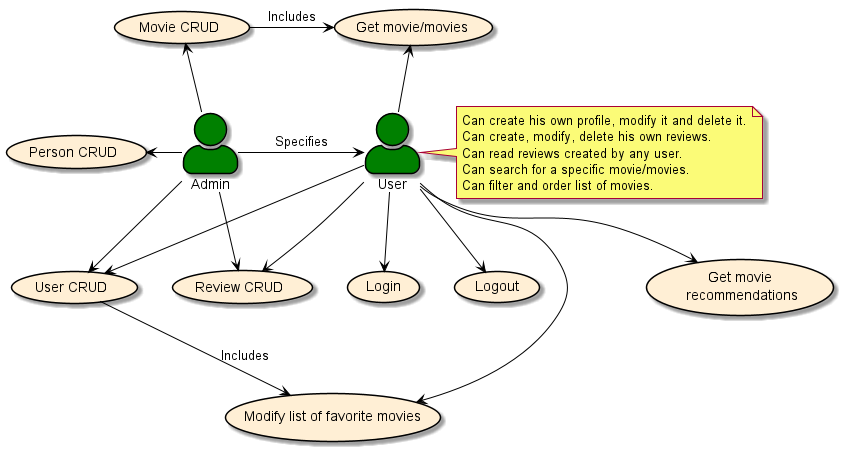 Movie CRUD
Includes
Get movie/movies
Can create his own profile, modify it and delete it.
Can create, modify, delete his own reviews.
Can read reviews created by any user.
Can search for a specific movie/movies.
Can filter and order list of movies.
Person CRUD
Specifies
Admin
User
User CRUD
Review CRUD
Login
Logout
Get movie
recommendations
Includes
Modify list of favorite movies